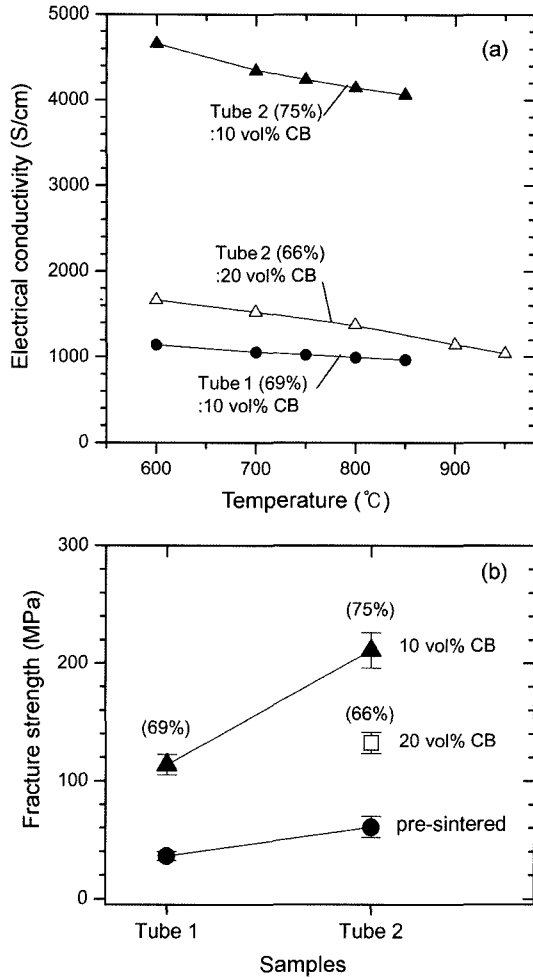 5000
(a)
4000
Tube 2 (75%)
:10 vol% CB
3000
Electrical conductivity (S/cm)
2000
Tube 2 (66%)
:20 vol% CB
1000
Tube 1 (69%)
:10 vol% CB
0
600
700
800
900
Temperature (℃)
300
(b)
(75%)
10 vol% CB
200
Fracture strength (MPa)
(69%)
(66%)
20 vol% CB
100
pre-sintered
0
Tube 1
Tube 2
Samples